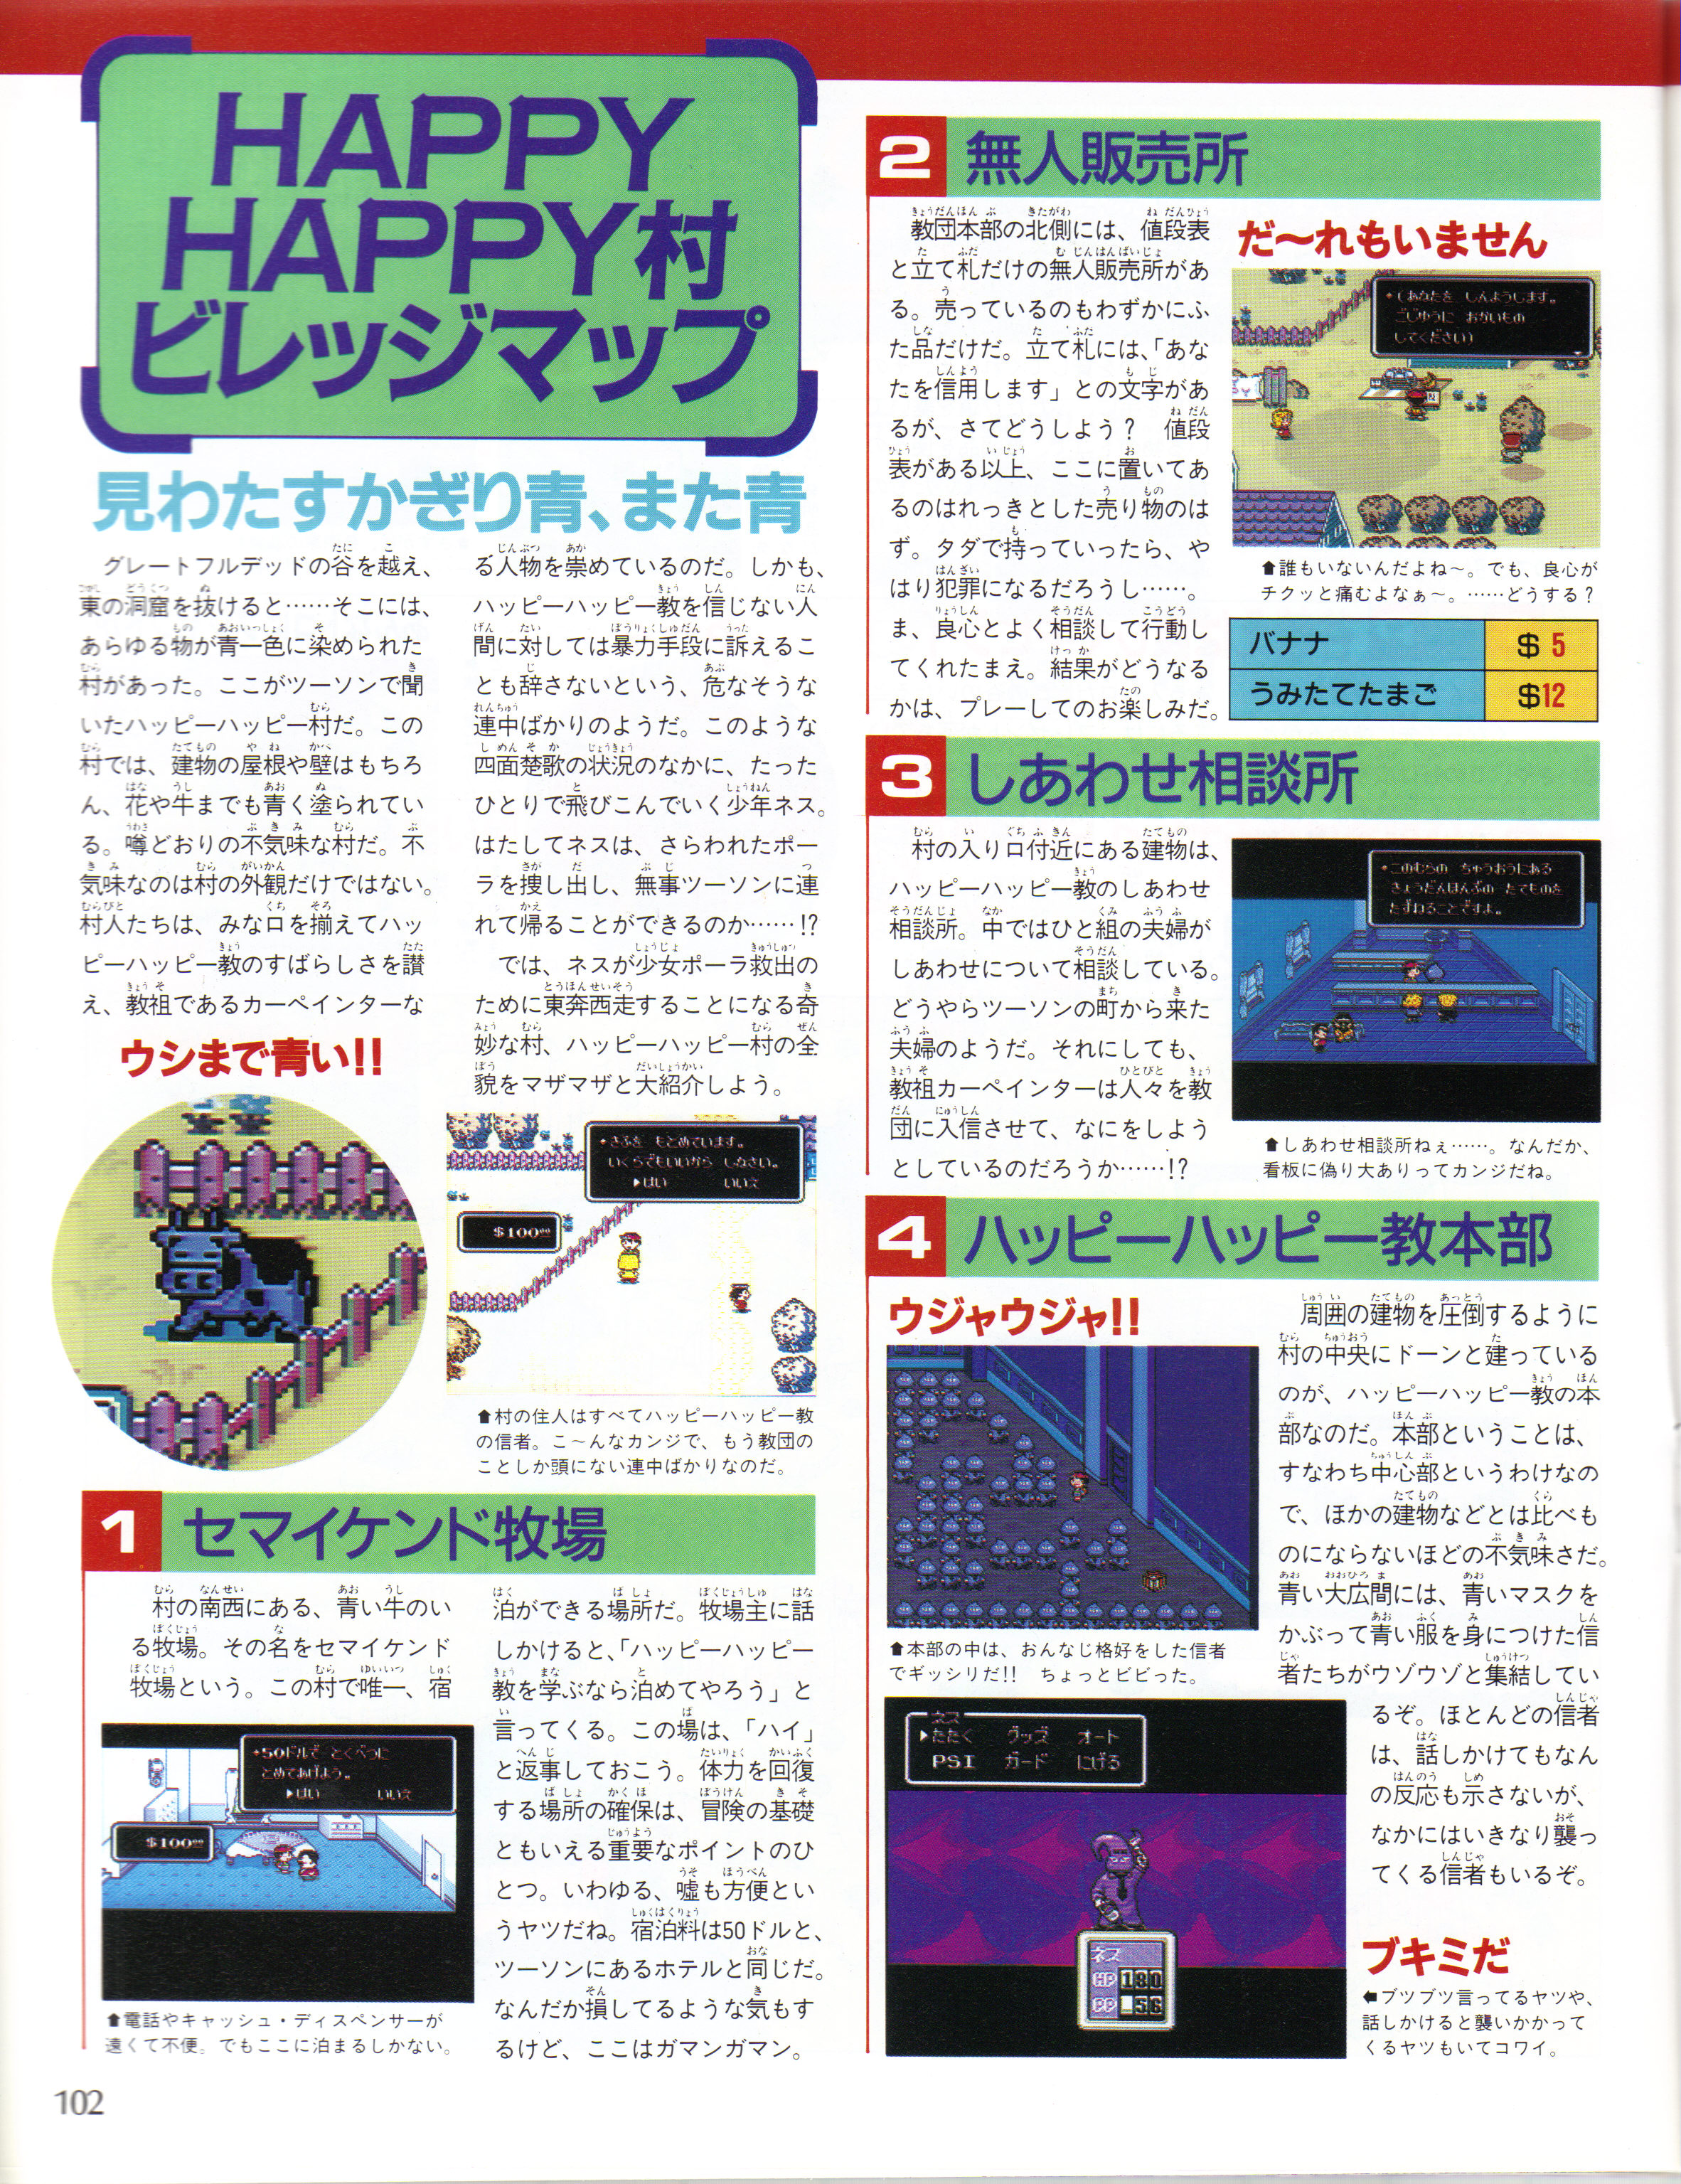 HAPPY
HAPPY村
ビレッジマップ
見わたすかぎり青、また青
グレートフルデッドの谷を越え、
東の洞窟を抜けると……そこには、
あらゆる物が青一色に染められた
村があった。ここがツーソンで聞
いたハッピーハッピー村だ。この
村では、建物の屋根や壁はもちろ
ん、花や牛までも青く塗られてい
る。噂どおりの不気味な村だ。不
気味なのは村の外観だけではない。
村人たちは、みな口を揃えてハッ
ピーハッピー教のすばらしさを讃
え、教祖であるカーペインターな
る人物を崇めているのだ。しかも、
ハッピーハッピー教を信じない人
間に対しては暴力手段に訴えるこ
とも辞さないという、危なそうな
連中ばかりのようだ。このような
四面楚歌の状況のなかに、たった
ひとりで飛びこんでいく少年ネス。
はたしてネスは、さらわれたポー
ラを捜し出し、無事ツーソンに連
れて帰ることができるのか……!?
では、ネスが少女ポーラ救出の
ために東奔西走することになる奇
妙な村、ハッピーハッピー村の全
貌をマザマザと大紹介しよう。
ウシまで青い!!
◆さふを もとめています。
いくらでもいいから しなさい。
▶はい いいえ
$100.00
⬆村の住人はすべてハッピーハッピー教
の信者。こ〜んなカンジで、もう教団の
ことしか頭にない連中ばかりなのだ。
1 セマイケンド牧場
村の南西にある、青い牛のい
る牧場。その名をセマイケンド
牧場という。この村で唯一、宿
泊ができる場所だ。牧場主に話
しかけると、「ハッピーハッピー
教を学ぶなら泊めてやろう」と
言ってくる。この場は、「ハイ」
と返事しておこう。体力を回復
する場所の確保は、冒険の基礎
ともいえる重要なポイントのひ
とつ。いわゆる、嘘も方便とい
うヤツだね。宿泊料は50ドルと、
ツーソンにあるホテルと同じだ。
なんだか損してるような気もす
るけど、ここはガマンガマン。
◆50ドルで とくべつに
とめてあげよう。
▶はい いいえ
$100.00
⬆電話やキャッシュ・ディスペンサーが
遠くて不便。でもここに泊まるしかない。
2 無人販売所
教団本部の北側には、値段表
と立て札だけの無人販売所があ
る。売っているのもわずかにふ
た品だけだ。立て札には、「あな
たを信用します」との文字があ
るが、さてどうしよう? 値段
表がある以上、ここに置いてあ
るのはれっきとした売り物のは
ず。タダで持っていったら、や
はり犯罪になるだろうし……。
ま、良心とよく相談して行動し
てくれたまえ。結果がどうなる
かは、プレーしてのお楽しみだ。
だ〜れもいません
◆(あなたを しんようします。
ごじゆうに おかいもの
してください)
⬆誰もいないんだよね〜。でも、良心が
チクッと痛むよなぁ〜。……どうする?
バナナ $5
うみたてたまご $12
3 しあわせ相談所
村の入り口付近にある建物は、
ハッピーハッピー教のしあわせ
相談所。中ではひと組の夫婦が
しあわせについて相談している。
どうやらツーソンの町から来た
夫婦のようだ。それにしても、
教祖カーペインターは人々を教
団に入信させて、なにをしよう
としているのだろうか……!?
◆このむらの ちゅうおうにある
きょうだんほんぶの たてものを
たずねることですよ。
⬆しあわせ相談所ねぇ……。なんだか、
看板に偽り大ありってカンジだね。
4 ハッピーハッピー教本部
ウジャウジャ!!
⬆本部の中は、おんなじ格好をした信者
でギッシリだ!! ちょっとビビった。
周囲の建物を圧倒するように
村の中央にドーンと建っている
のが、ハッピーハッピー教の本
部なのだ。本部ということは、
すなわち中心部というわけなの
で、ほかの建物などとは比べも
のにならないほどの不気味さだ。
青い大広間には、青いマスクを
かぶって青い服を身につけた信
者たちがウゾウゾと集結してい
るぞ。ほとんどの信者
は、話しかけてもなん
の反応も示さないが、
なかにはいきなり襲っ
てくる信者もいるぞ。
ネス
▶たたく グッズ オート
PSI ガード にげる
ネス
HP 180
PP 56
ブキミだ
⬅ブツブツ言ってるヤツや、
話しかけると襲いかかって
くるヤツもいてコワイ。
102